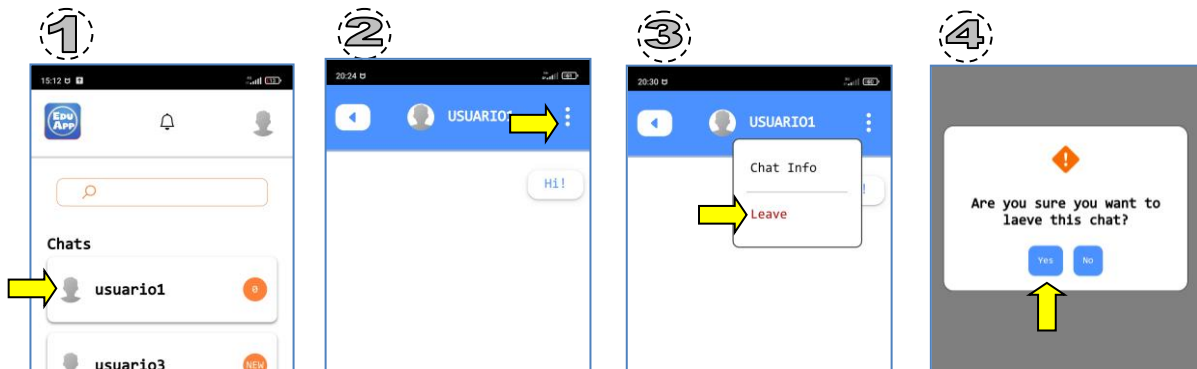 1
2
3
4
15:12
EDU
APP
Chats
usuario1
0
usuario3
NEW
20:24
USUARIO1
Hi!
20:30
USUARIO1
Chat Info
Leave
!
Are you sure you want to
laeve this chat?
Yes
No